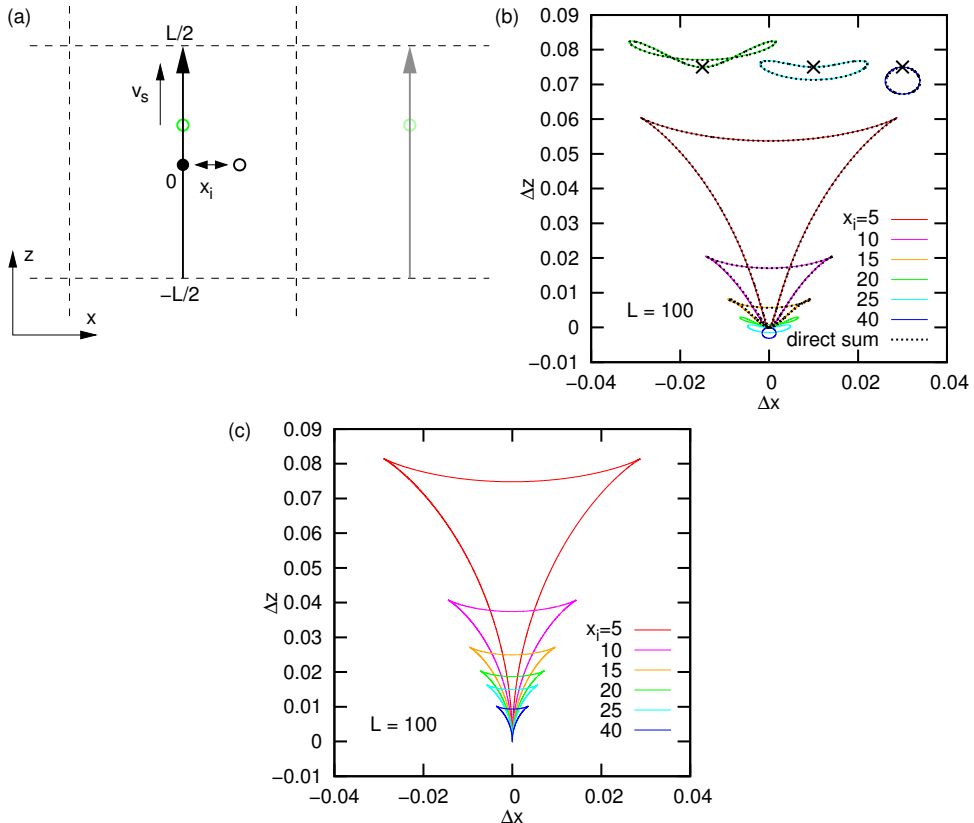 (a)
L/2
v_s
0
x_i
z
−L/2
x
(b)
0.09
0.08
0.07
0.06
0.05
0.04
0.03
0.02
0.01
0
−0.01
Δz
x_i=5
10
15
20
25
40
direct sum
L = 100
−0.04
−0.02
0
0.02
0.04
Δx
(c)
0.09
0.08
0.07
0.06
0.05
0.04
0.03
0.02
0.01
0
−0.01
Δz
x_i=5
10
15
20
25
40
L = 100
−0.04
−0.02
0
0.02
0.04
Δx